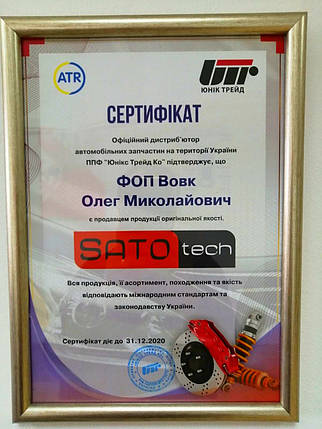 ATR
ЮНІК ТРЕЙД
СЕРТИФІКАТ
Офіційний дистриб'ютор
автомобільних запчастин на території України
ППФ "Юнікс Трейд Ко" підтверджує, що
ФОП Вовк
Олег Миколайович
є продавцем продукції оригінальної якості.
SATO tech
Вся продукція, її асортимент, походження та якість
відповідають міжнародним стандартам та
законодавству України.
Сертифікат діє до 31.12.2020